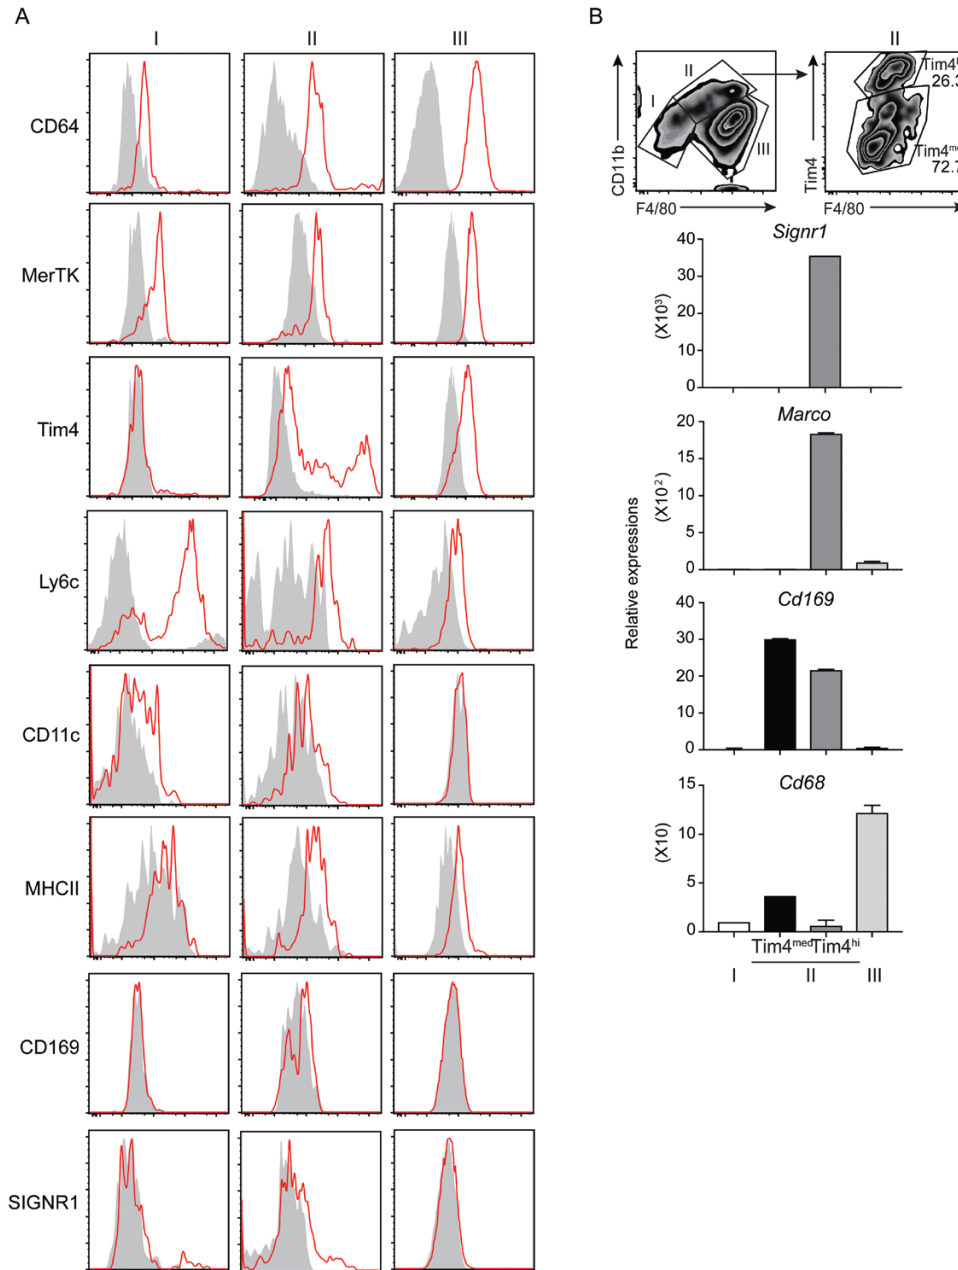 A
I II III
CD64
MerTK
Tim4
Ly6c
CD11c
MHCII
CD169
SIGNR1
B
II
CD11b
I
II
III
F4/80
Tim4
26.3
Tim4
72.7
F4/80
Relative expressions
Signr1
(X10³)
40
30
20
10
0
Marco
(X10²)
20
15
10
5
0
Cd169
40
30
20
10
0
Cd68
(X10)
15
10
5
0
Tim4ᵐᵉᵈTim4ʰⁱ
I II III